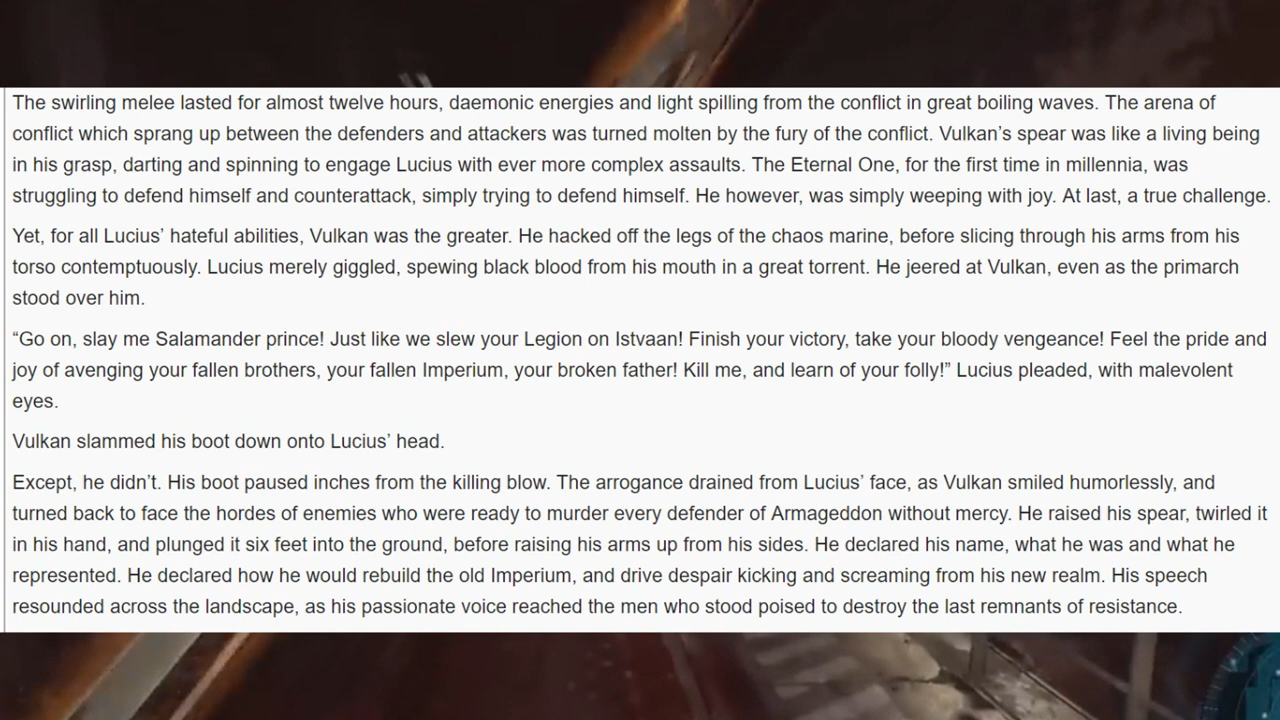 The swirling melee lasted for almost twelve hours, daemonic energies and light spilling from the conflict in great boiling waves. The arena of
conflict which sprang up between the defenders and attackers was turned molten by the fury of the conflict. Vulkan’s spear was like a living being
in his grasp, darting and spinning to engage Lucius with ever more complex assaults. The Eternal One, for the first time in millennia, was
struggling to defend himself and counterattack, simply trying to defend himself. He however, was simply weeping with joy. At last, a true challenge.
Yet, for all Lucius’ hateful abilities, Vulkan was the greater. He hacked off the legs of the chaos marine, before slicing through his arms from his
torso contemptuously. Lucius merely giggled, spewing black blood from his mouth in a great torrent. He jeered at Vulkan, even as the primarch
stood over him.
“Go on, slay me Salamander prince! Just like we slew your Legion on Istvaan! Finish your victory, take your bloody vengeance! Feel the pride and
joy of avenging your fallen brothers, your fallen Imperium, your broken father! Kill me, and learn of your folly!” Lucius pleaded, with malevolent
eyes.
Vulkan slammed his boot down onto Lucius’ head.
Except, he didn’t. His boot paused inches from the killing blow. The arrogance drained from Lucius’ face, as Vulkan smiled humorlessly, and
turned back to face the hordes of enemies who were ready to murder every defender of Armageddon without mercy. He raised his spear, twirled it
in his hand, and plunged it six feet into the ground, before raising his arms up from his sides. He declared his name, what he was and what he
represented. He declared how he would rebuild the old Imperium, and drive despair kicking and screaming from his new realm. His speech
resounded across the landscape, as his passionate voice reached the men who stood poised to destroy the last remnants of resistance.